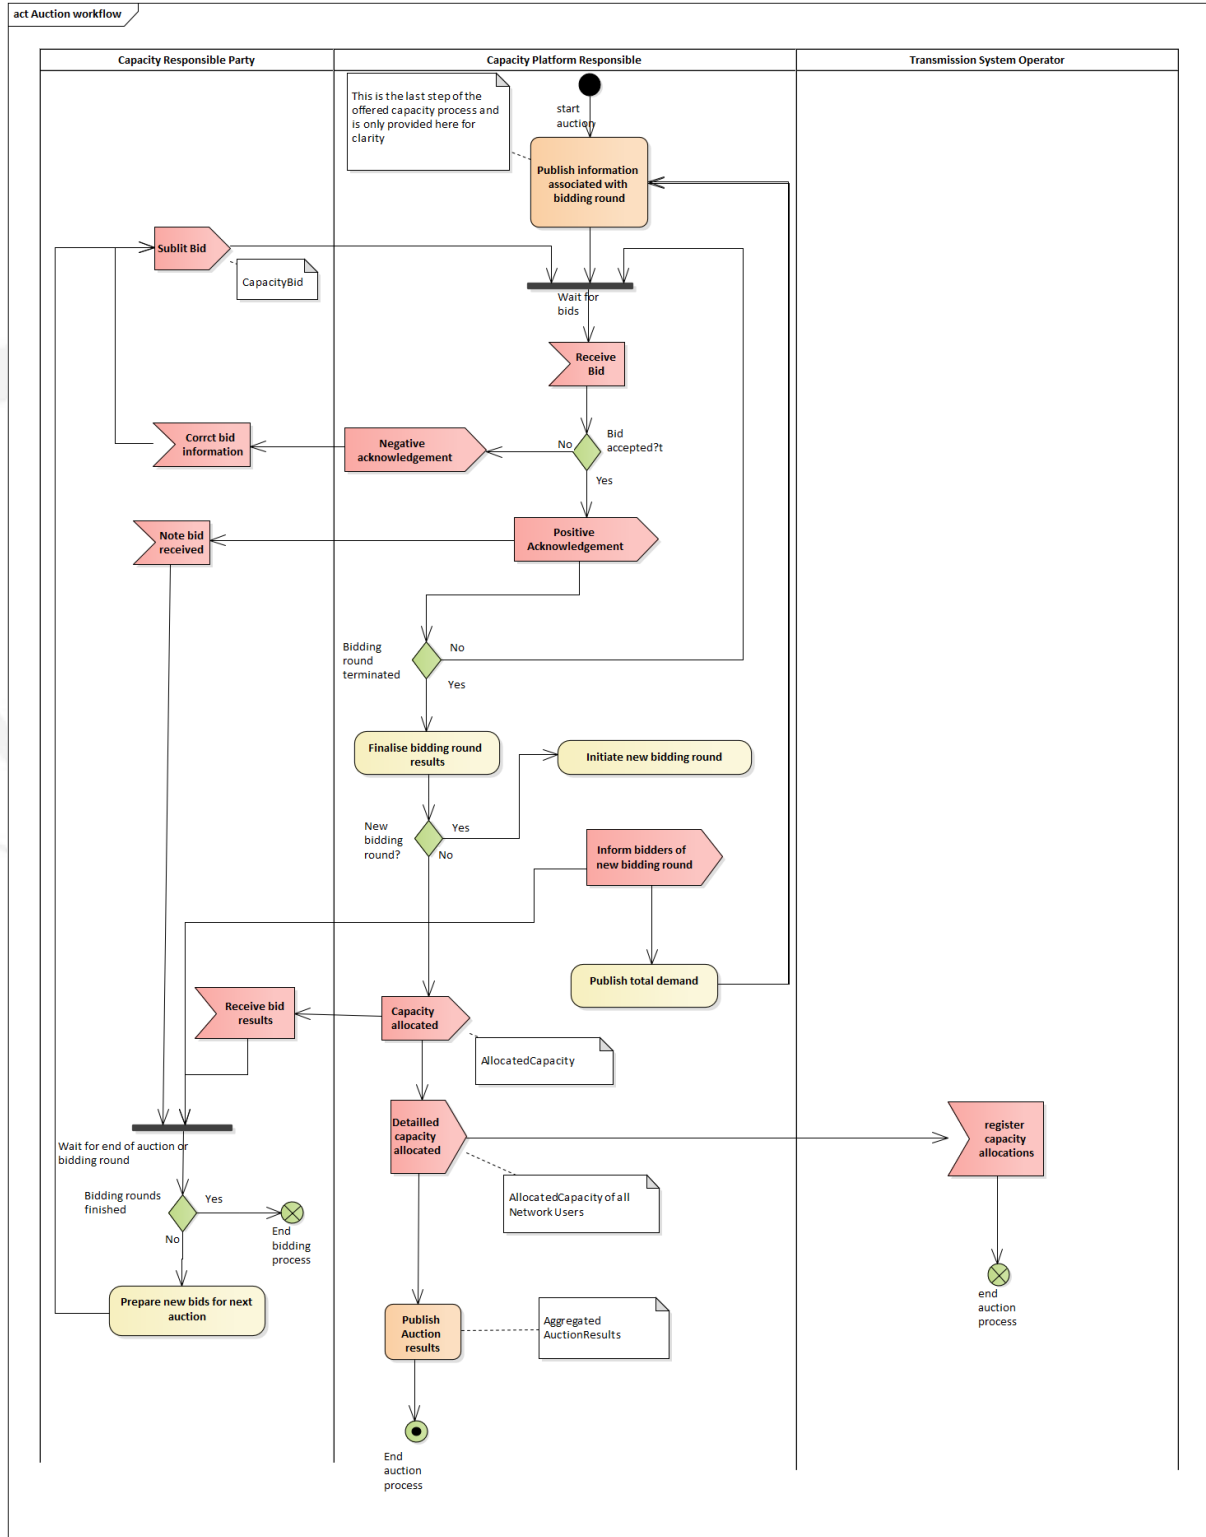 act Auction workflow
Capacity Responsible Party
Capacity Platform Responsible
Transmission System Operator
This is the last step of the
offered capacity process and
is only provided here for
clarity
start
auction
Publish information
associated with
bidding round
Sublit Bid
CapacityBid
Wait for
bids
Receive
Bid
Bid
accepted?t
No
Yes
Negative
acknowledgement
Corrct bid
information
Positive
Acknowledgement
Note bid
received
Bidding
round
terminated
No
Yes
Finalise bidding round
results
Initiate new bidding round
New
bidding
round?
Yes
No
Inform bidders of
new bidding round
Publish total demand
Receive bid
results
Capacity
allocated
AllocatedCapacity
Detailled
capacity
allocated
register
capacity
allocations
Wait for end of auction or
bidding round
AllocatedCapacity of all
Network Users
Bidding rounds
finished
Yes
No
End
bidding
process
end
auction
process
Prepare new bids for next
auction
Publish
Auction
results
Aggregated
AuctionResults
End
auction
process